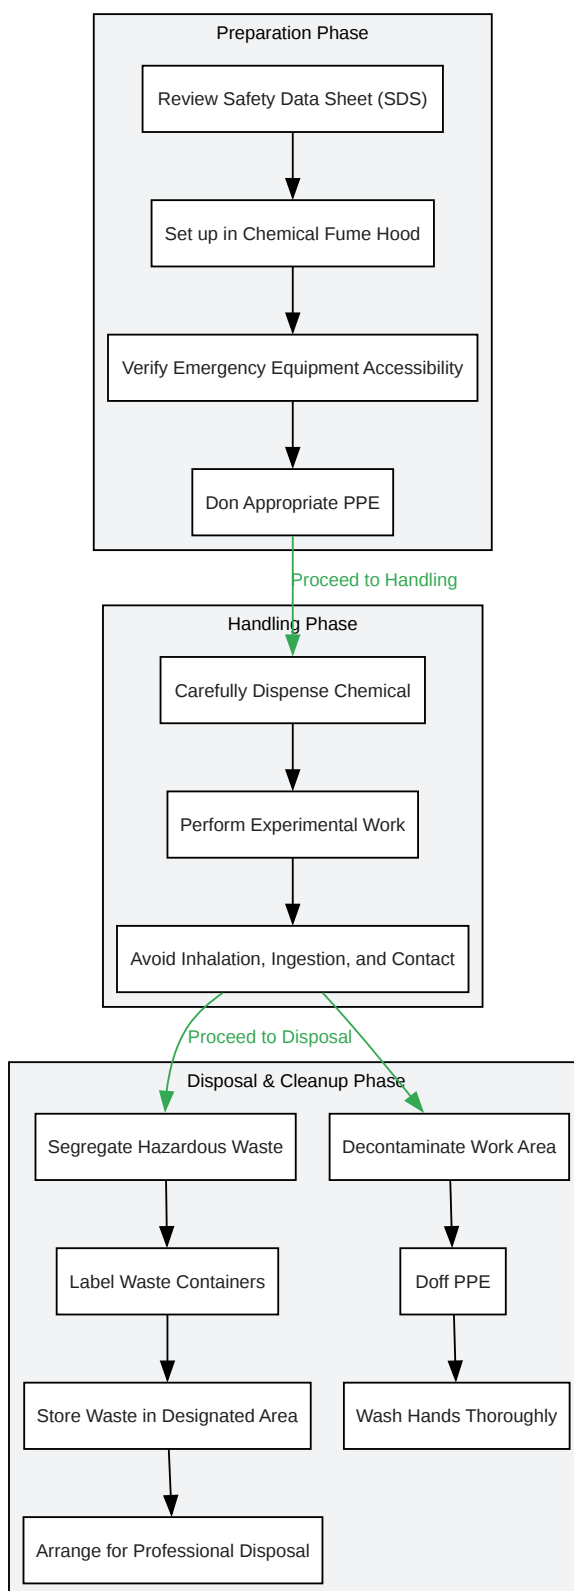 Preparation Phase
Review Safety Data Sheet (SDS)
Set up in Chemical Fume Hood
Verify Emergency Equipment Accessibility
Don Appropriate PPE
Proceed to Handling
Handling Phase
Carefully Dispense Chemical
Perform Experimental Work
Avoid Inhalation, Ingestion, and Contact
Proceed to Disposal
Disposal & Cleanup Phase
Segregate Hazardous Waste
Decontaminate Work Area
Label Waste Containers
Doff PPE
Store Waste in Designated Area
Wash Hands Thoroughly
Arrange for Professional Disposal